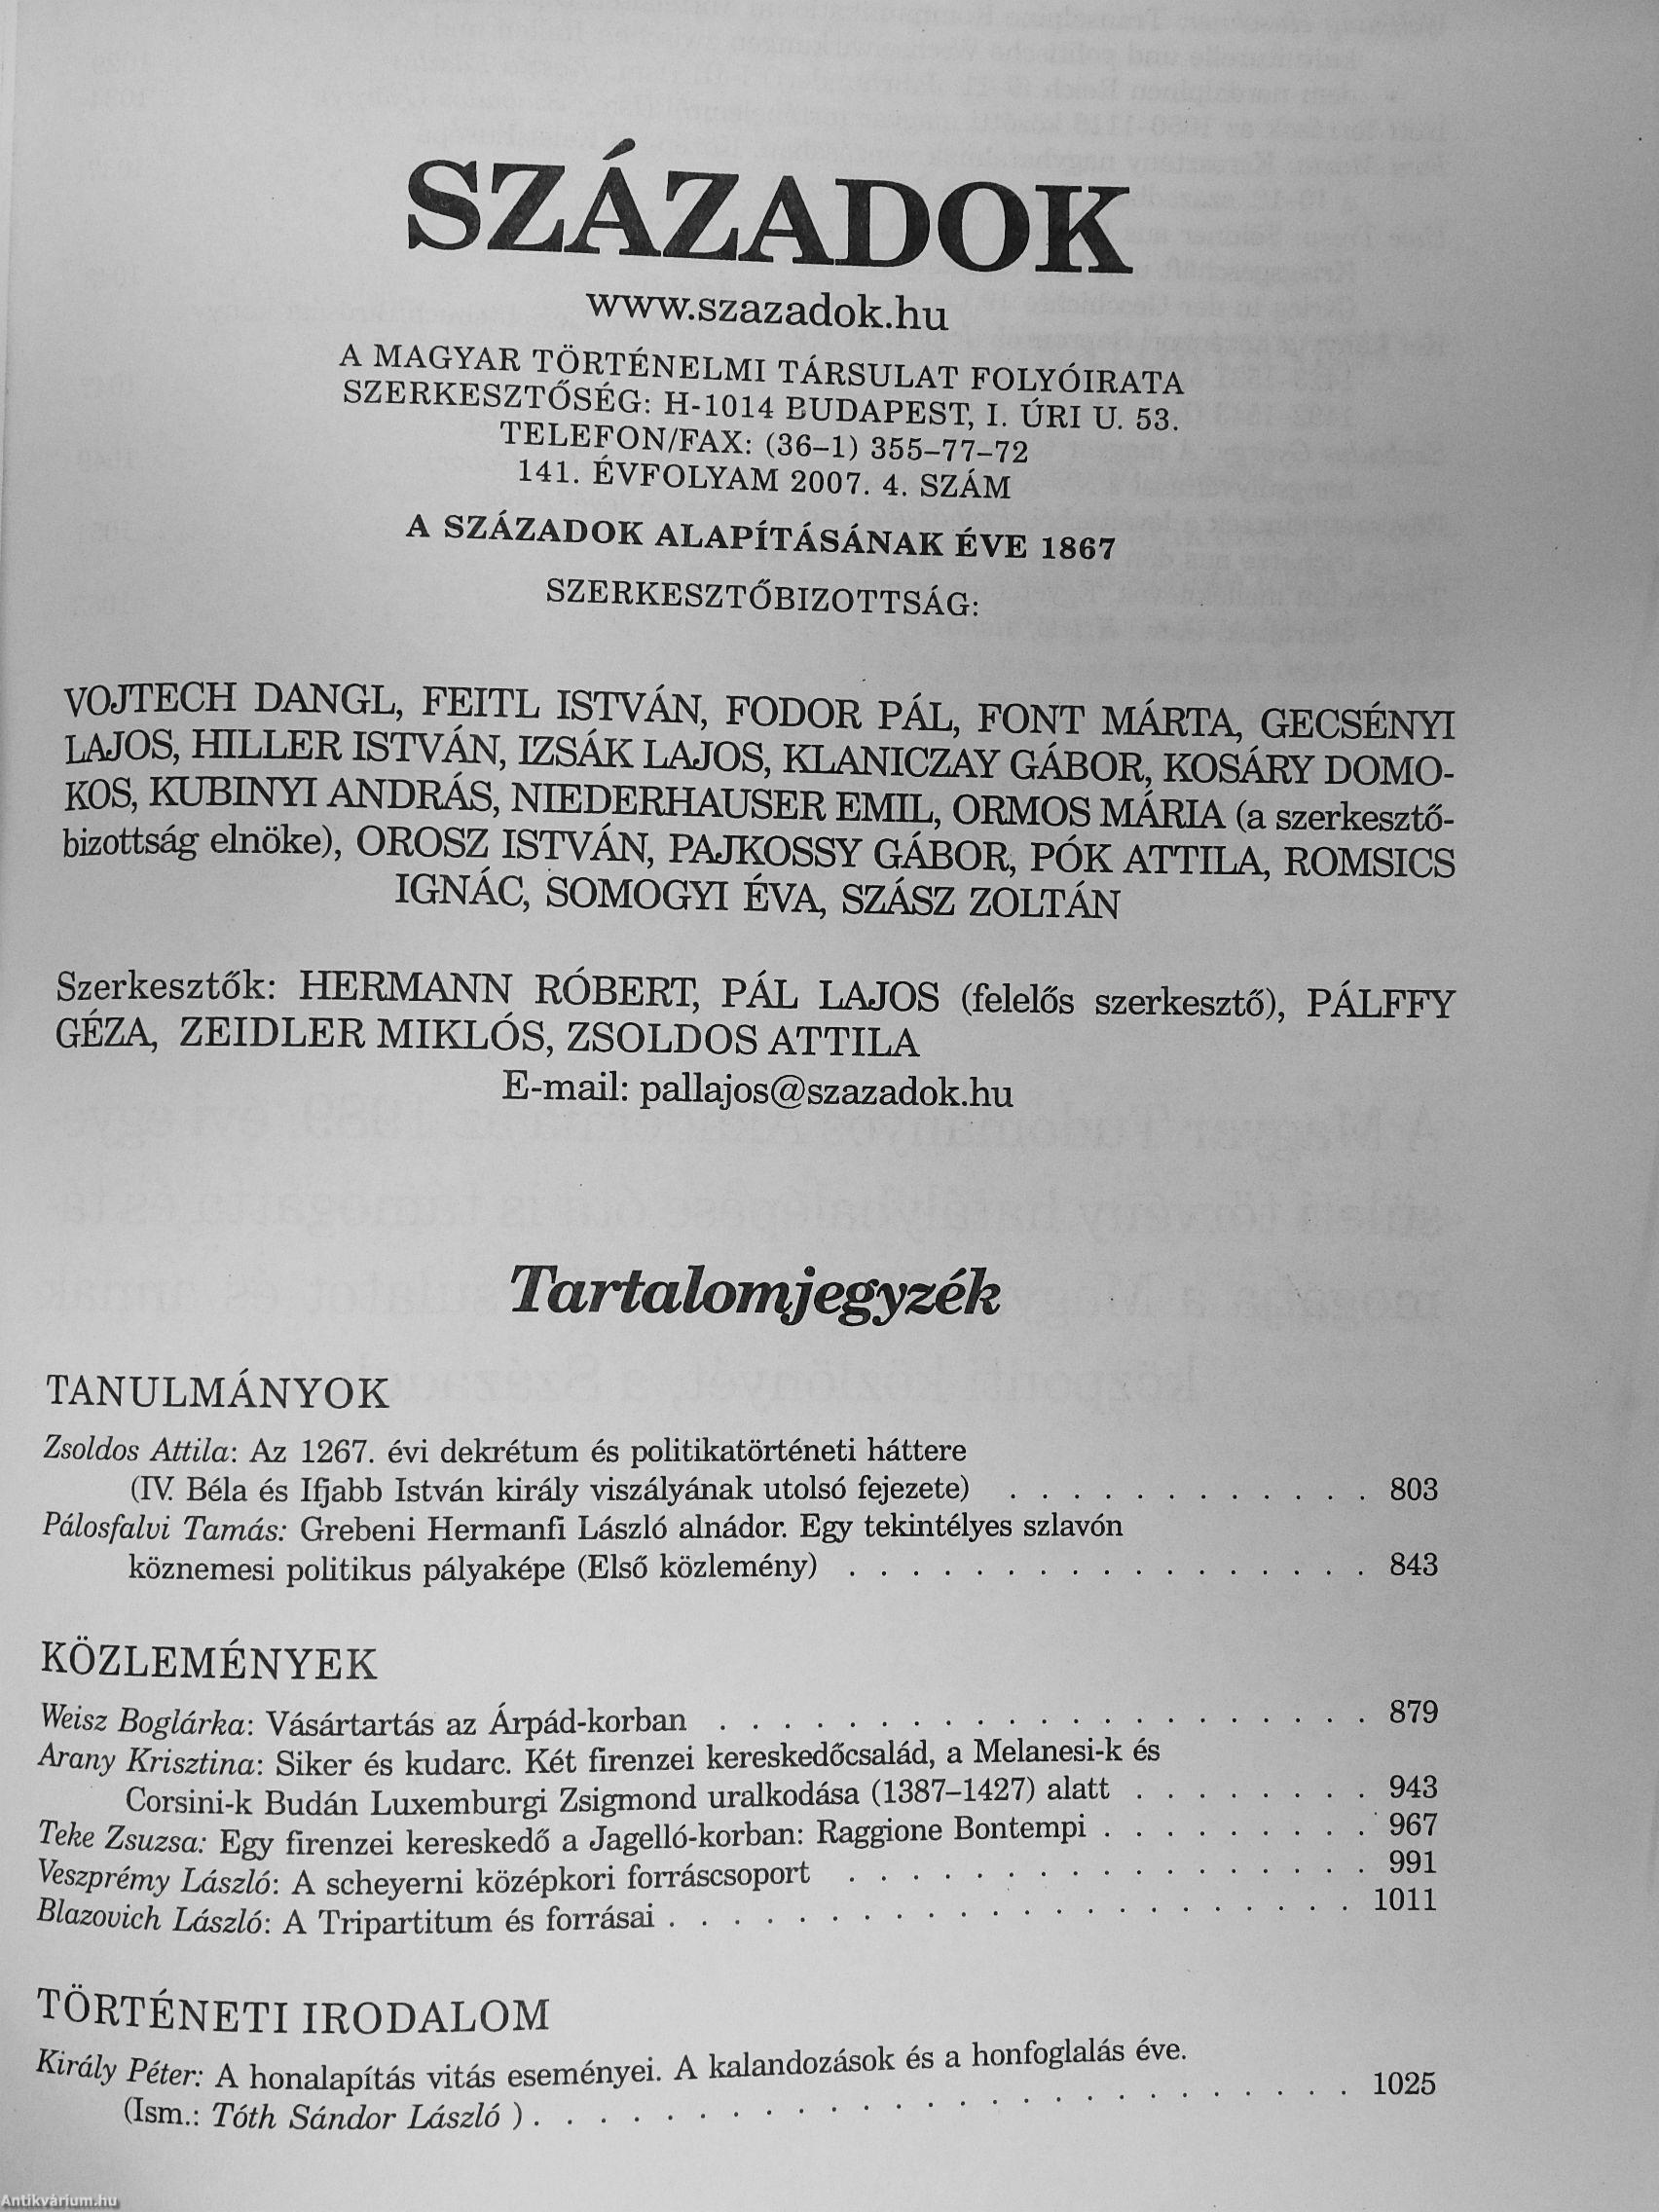 SZÁZADOK
www.szazadok.hu
A MAGYAR TÖRTÉNELMI TÁRSULAT FOLYÓIRATA
SZERKESZTŐSÉG: H-1014 BUDAPEST, I. ÚRI U. 53.
TELEFON/FAX: (36–1) 355–77–72
141. ÉVFOLYAM 2007. 4. SZÁM
A SZÁZADOK ALAPÍTÁSÁNAK ÉVE 1867
SZERKESZTŐBIZOTTSÁG:
VOJTECH DANGL, FEITL ISTVÁN, FODOR PÁL, FONT MÁRTA, GECSÉNYI
LAJOS, HILLER ISTVÁN, IZSÁK LAJOS, KLANICZAY GÁBOR, KOSÁRY DOMO-
KOS, KUBINYI ANDRÁS, NIEDERHAUSER EMIL, ORMOS MÁRIA (a szerkesztő-
bizottság elnöke), OROSZ ISTVÁN, PAJKOSSY GÁBOR, PÓK ATTILA, ROMSICS
IGNÁC, SOMOGYI ÉVA, SZÁSZ ZOLTÁN
Szerkesztők: HERMANN RÓBERT, PÁL LAJOS (felelős szerkesztő), PÁLFFY
GÉZA, ZEIDLER MIKLÓS, ZSOLDOS ATTILA
E-mail: pallajos@szazadok.hu
Tartalomjegyzék
TANULMÁNYOK
Zsoldos Attila: Az 1267. évi dekrétum és politikatörténeti háttere
(IV. Béla és Ifjabb István király viszályának utolsó fejezete) . . . . . . . . . . . . 803
Pálosfalvi Tamás: Grebeni Hermanfi László alnádor. Egy tekintélyes szlavón
köznemesi politikus pályaképe (Első közlemény) . . . . . . . . . . . . . . . . . 843
KÖZLEMÉNYEK
Weisz Boglárka: Vásártartás az Árpád-korban . . . . . . . . . . . . . . . . . . . . . 879
Arany Krisztina: Siker és kudarc. Két firenzei kereskedőcsalád, a Melanesi-k és
Corsini-k Budán Luxemburgi Zsigmond uralkodása (1387–1427) alatt . . . . . . . . 943
Teke Zsuzsa: Egy firenzei kereskedő a Jagelló-korban: Raggione Bontempi . . . . . . . . . 967
Veszprémy László: A scheyerni középkori forráscsoport . . . . . . . . . . . . . . . . . 991
Blazovich László: A Tripartitum és forrásai . . . . . . . . . . . . . . . . . . . . . . 1011
TÖRTÉNETI IRODALOM
Király Péter: A honalapítás vitás eseményei. A kalandozások és a honfoglalás éve.
(Ism.: Tóth Sándor László ) . . . . . . . . . . . . . . . . . . . . . . . . . . 1025
Antikvárium.hu